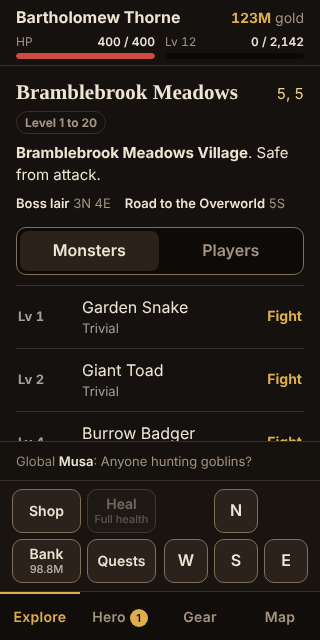 Bartholomew Thorne 123M gold
HP 400 / 400 Lv 12 0 / 2,142
Bramblebrook Meadows 5, 5
Level 1 to 20
Bramblebrook Meadows Village. Safe
from attack.
Boss lair 3N 4E Road to the Overworld 5S
Monsters Players
Lv 1 Garden Snake Fight
Trivial
Lv 2 Giant Toad Fight
Trivial
Lv 4 Burrow Badger Fight
Global Musa: Anyone hunting goblins?
Shop Heal N
Full health
Bank Quests W S E
98.8M
Explore Hero 1 Gear Map